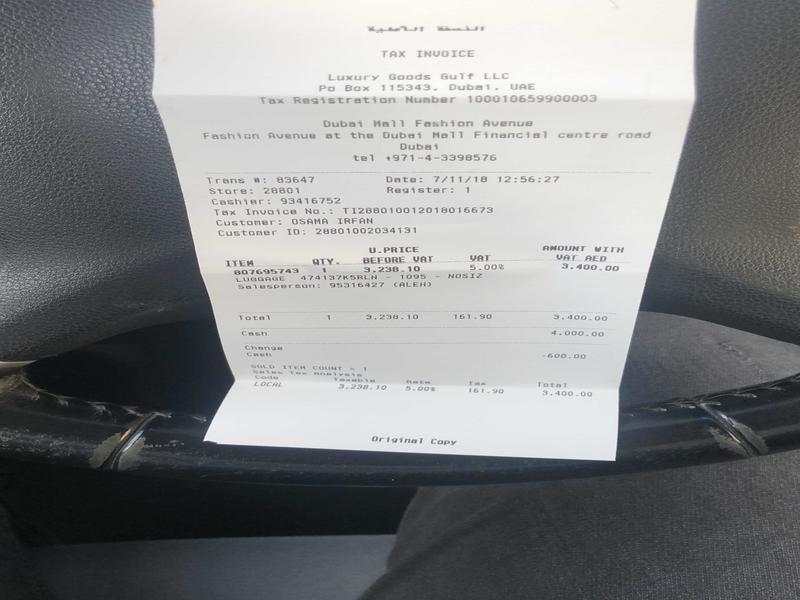 النسخة الأصلية
TAX INVOICE
Luxury Goods Gulf LLC
Po Box 115343, Dubai, UAE
Tax Registration Number 100010659900003
Dubai Mall Fashion Avenue
Fashion Avenue at the Dubai Mall Financial centre road
Dubai
tel +971-4-3398576
Trans #: 83647 Date: 7/11/18 12:56:27
Store: 28801 Register: 1
Cashier: 93416752
Tax Invoice No.: TI288010012018016673
Customer: OSAMA IRFAN
Customer ID: 28801002034131
U.PRICE AMOUNT WITH
ITEM QTY. BEFORE VAT VAT VAT AED
807695743 1 3,238.10 5.00% 3,400.00
LUGGAGE 474137K5RLN - 1095 - NOSIZ
Salesperson: 95316427 (ALEH)
Total 1 3,238.10 161.90 3,400.00
Cash 4,000.00
Change
Cash -600.00
SOLD ITEM COUNT = 1
Sales Tax Analysis
Code Taxable Rate Tax Total
LOCAL 3,238.10 5.00% 161.90 3,400.00
Original Copy